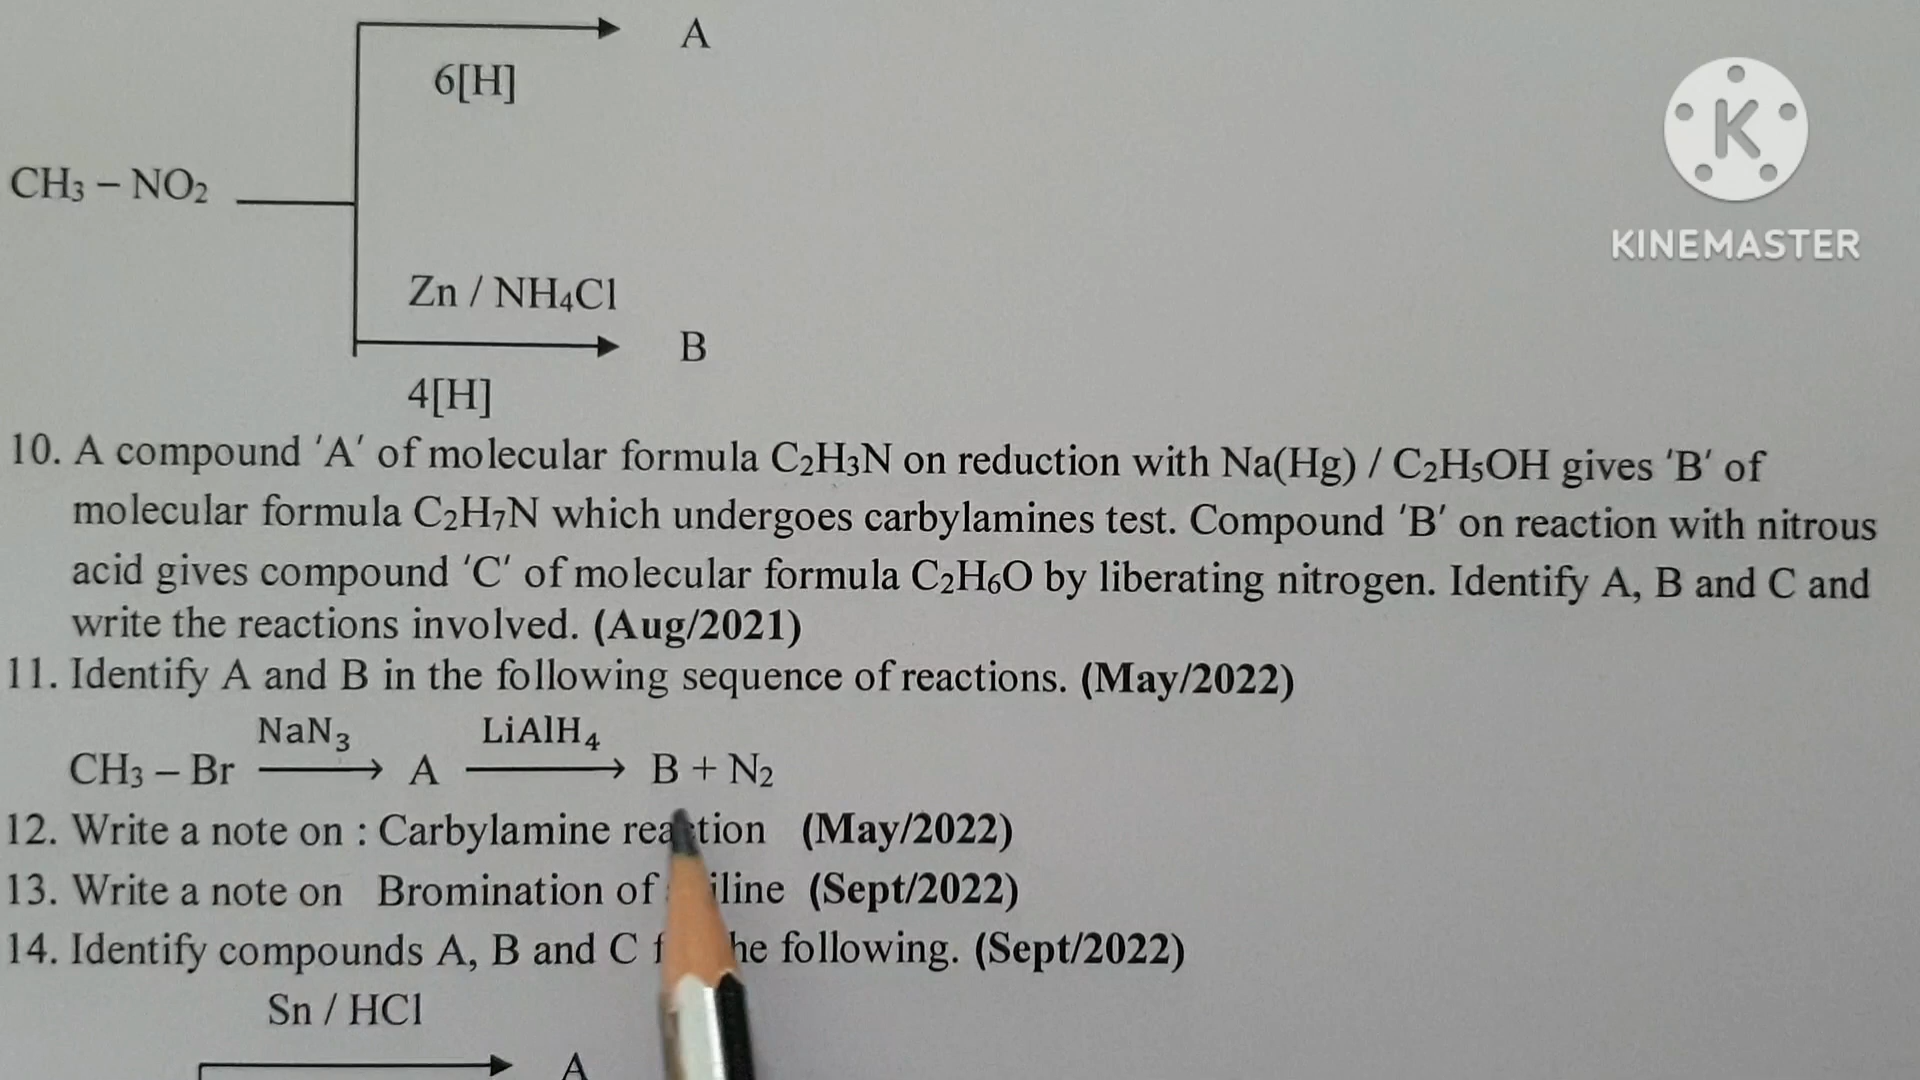 A
6[H]
CH₃ – NO₂
Zn / NH₄Cl
B
4[H]
K
KINEMASTER
10. A compound 'A' of molecular formula C₂H₃N on reduction with Na(Hg) / C₂H₅OH gives 'B' of
molecular formula C₂H₇N which undergoes carbylamines test. Compound 'B' on reaction with nitrous
acid gives compound 'C' of molecular formula C₂H₆O by liberating nitrogen. Identify A, B and C and
write the reactions involved. (Aug/2021)
11. Identify A and B in the following sequence of reactions. (May/2022)
NaN₃ LiAlH₄
CH₃ – Br ⟶ A ⟶ B + N₂
12. Write a note on : Carbylamine reaction (May/2022)
13. Write a note on Bromination of (Sept/2022)
14. Identify compounds A, B and C following. (Sept/2022)
Sn / HCl
A